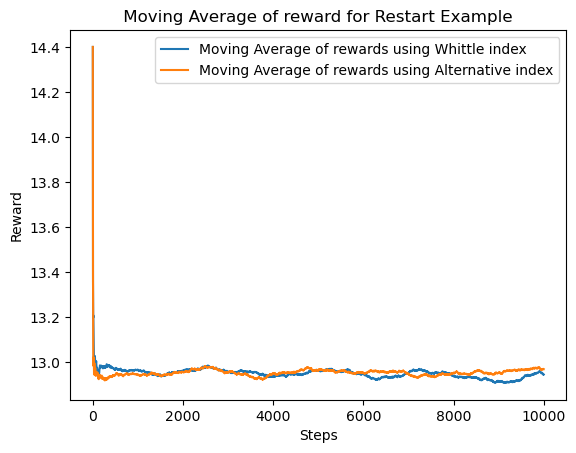 Moving Average of reward for Restart Example
Moving Average of rewards using Whittle index
Moving Average of rewards using Alternative index
Reward
14.4
14.2
14.0
13.8
13.6
13.4
13.2
13.0
0 2000 4000 6000 8000 10000
Steps